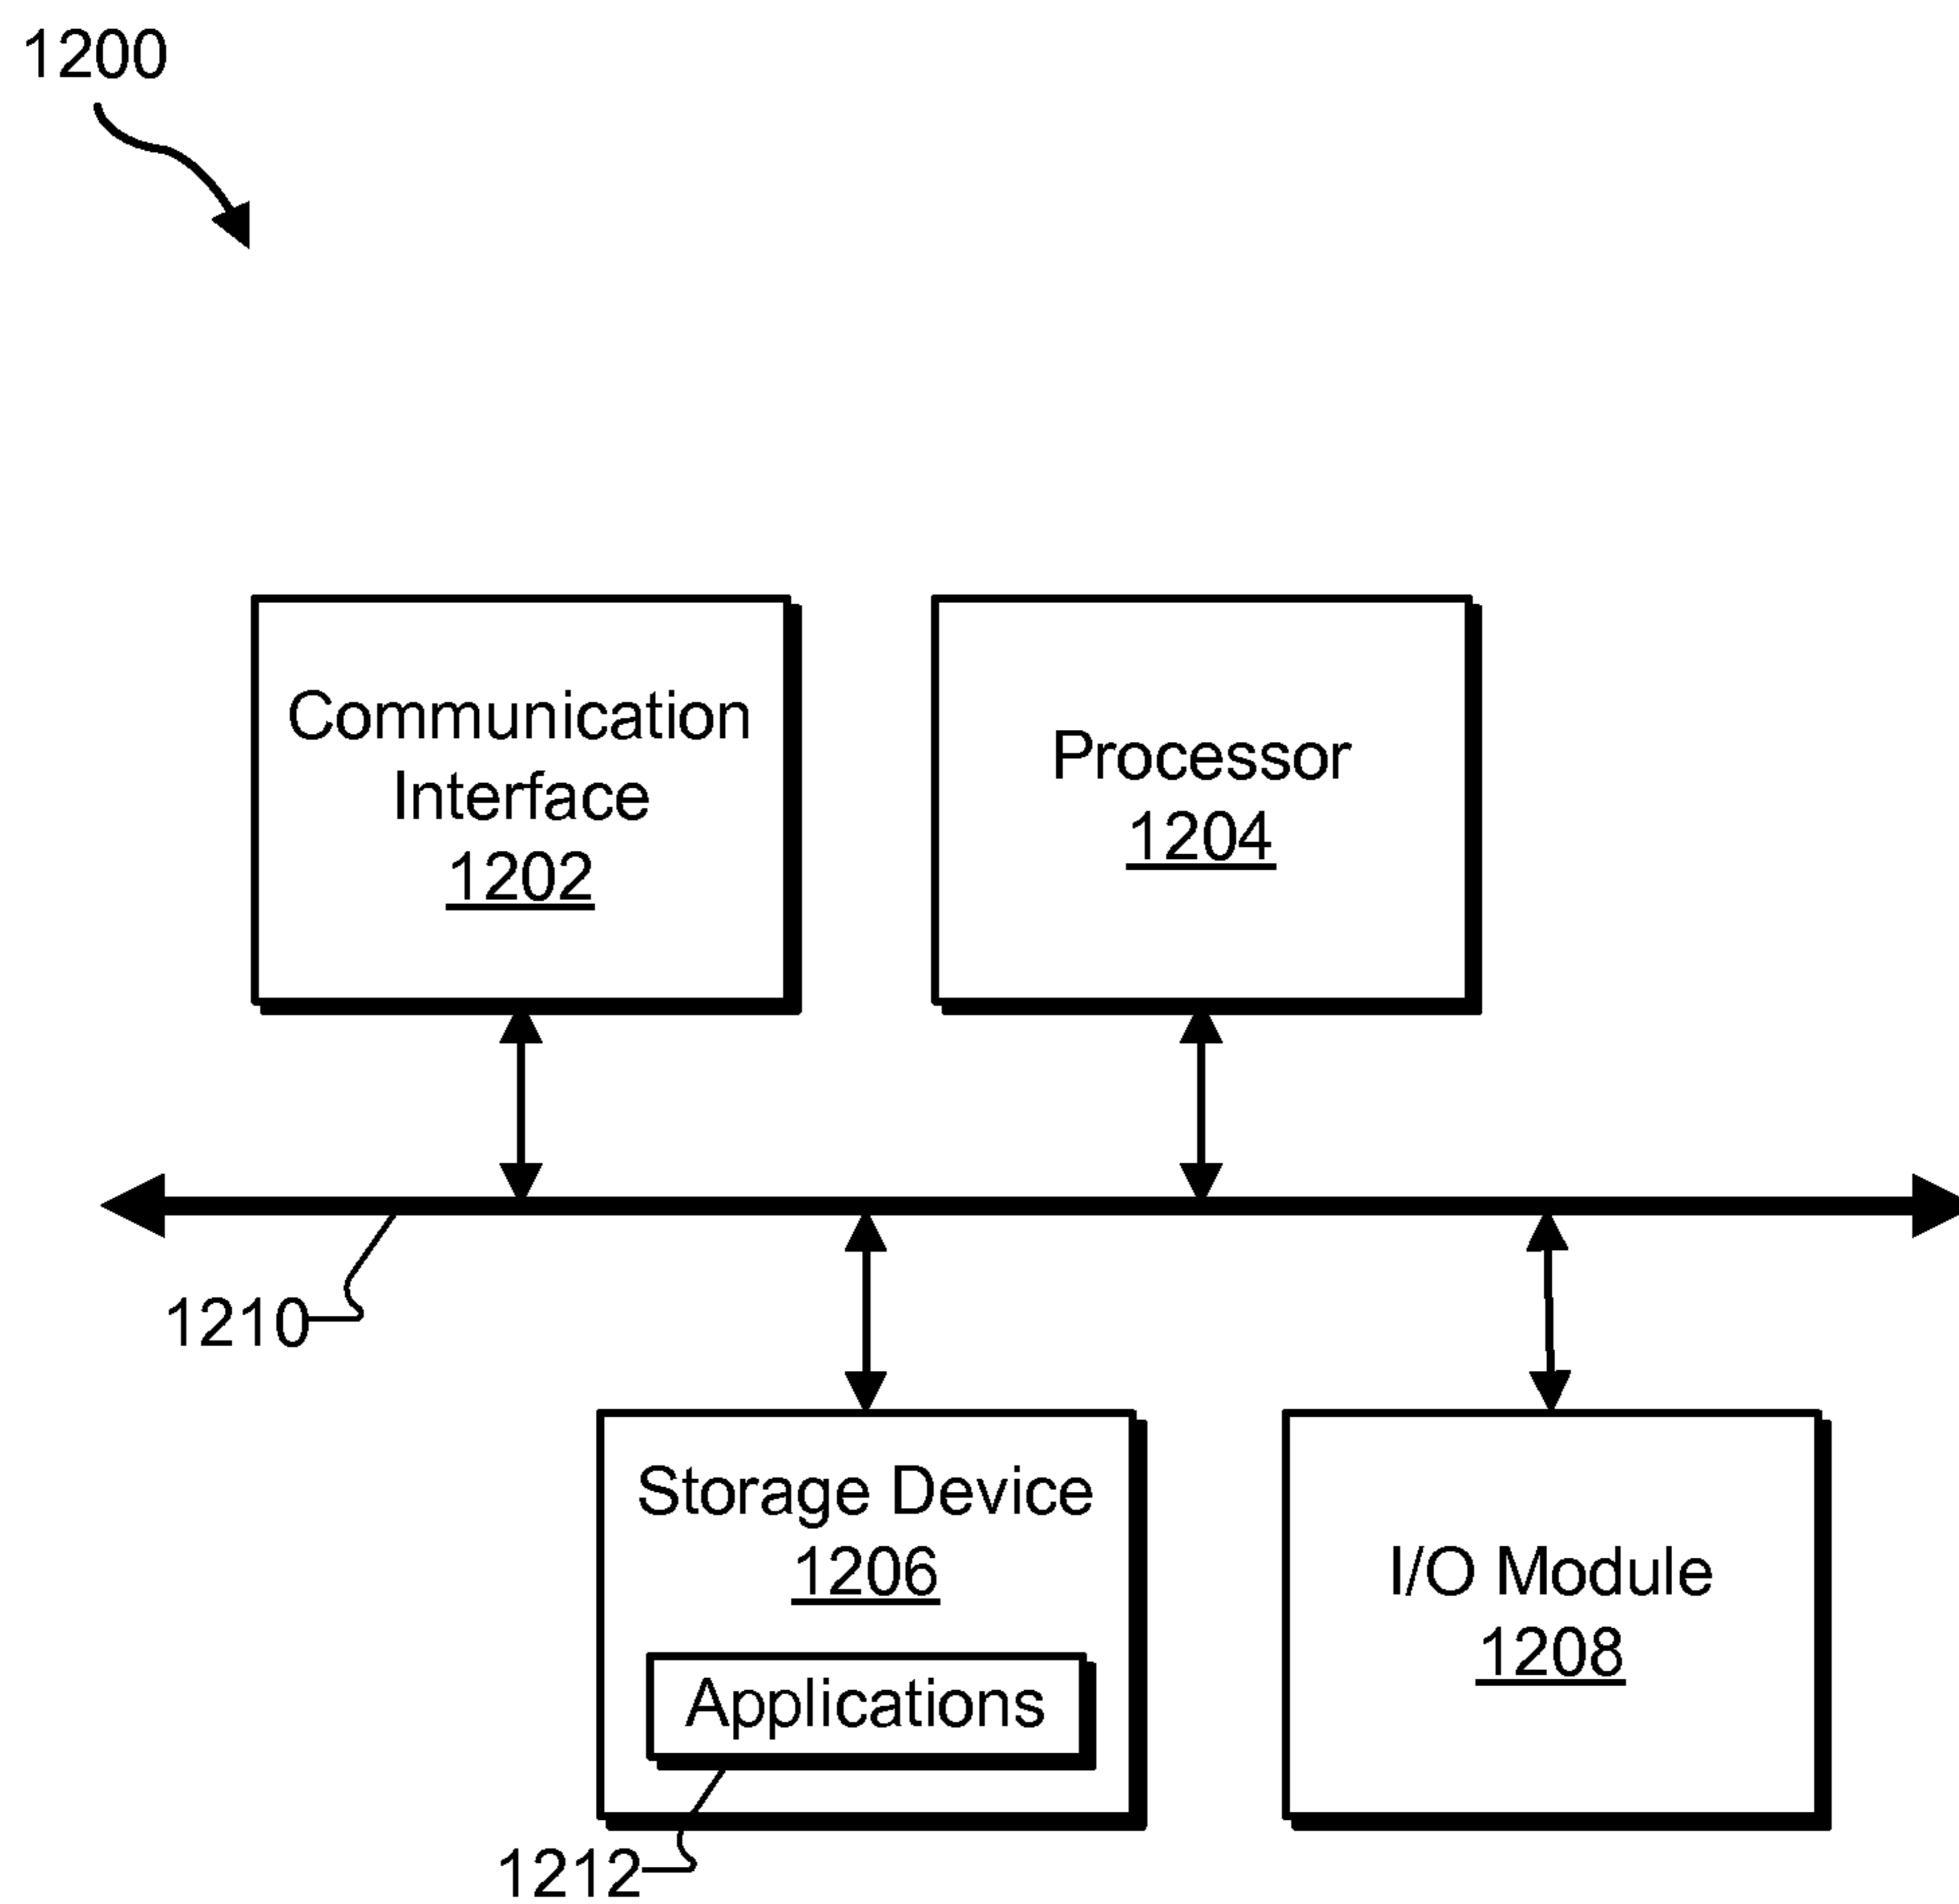 1200
Communication
Interface
1202
Processor
1204
1210
Storage Device
1206
Applications
1212
I/O Module
1208